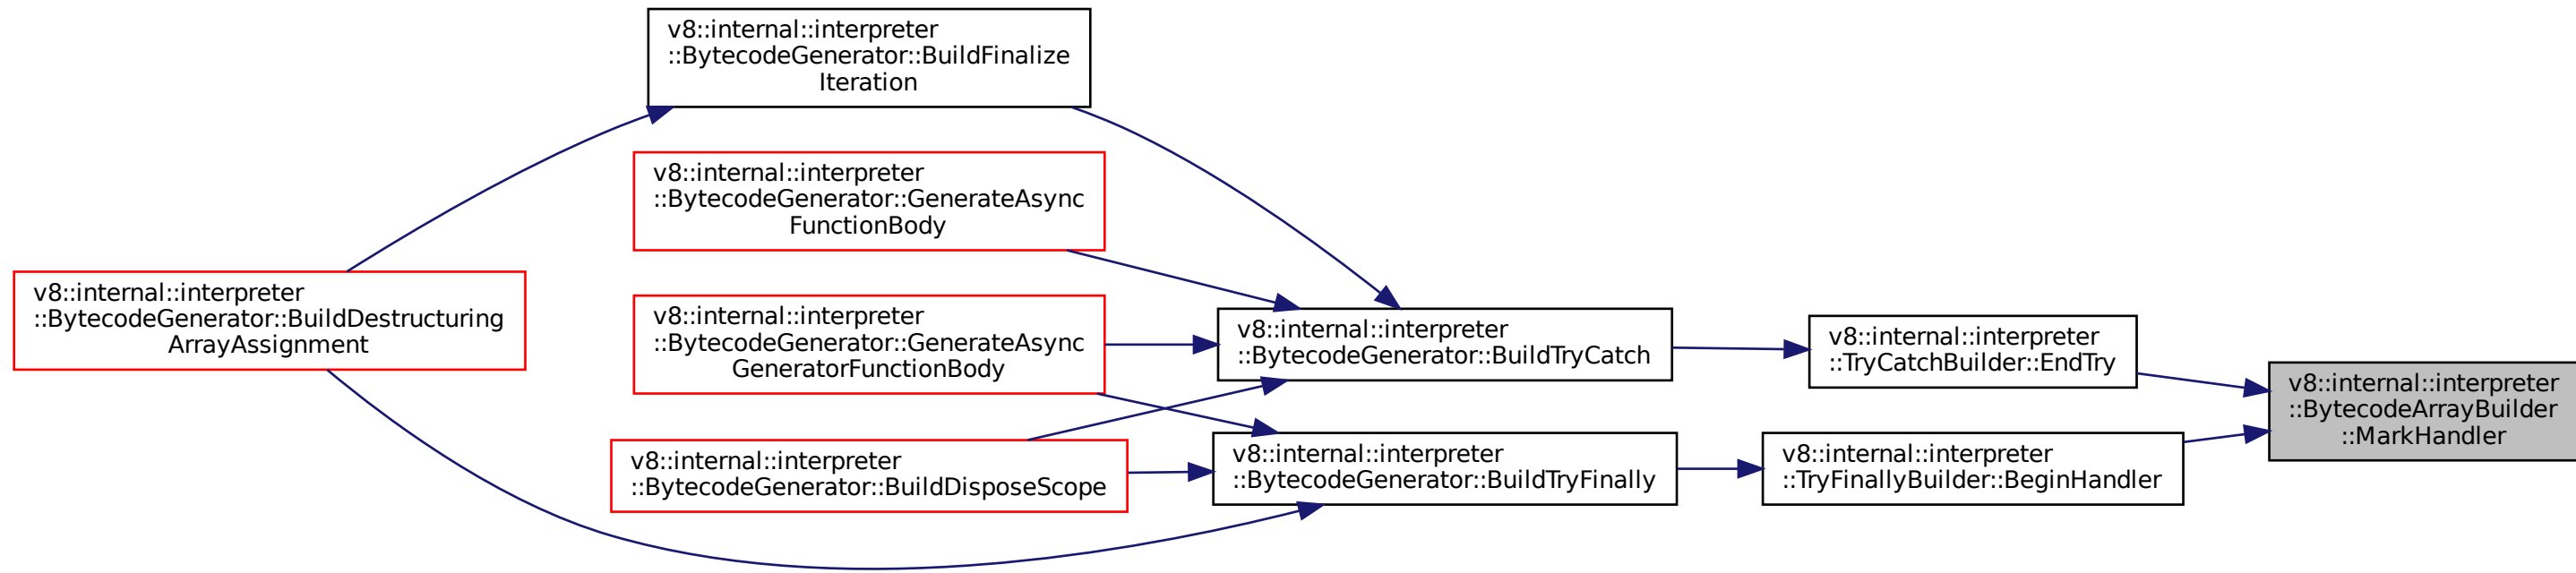 v8::internal::interpreter
::BytecodeGenerator::BuildFinalize
Iteration
v8::internal::interpreter
::BytecodeGenerator::GenerateAsync
FunctionBody
v8::internal::interpreter
::BytecodeGenerator::BuildDestructuring
ArrayAssignment
v8::internal::interpreter
::BytecodeGenerator::GenerateAsync
GeneratorFunctionBody
v8::internal::interpreter
::BytecodeGenerator::BuildTryCatch
v8::internal::interpreter
::TryCatchBuilder::EndTry
v8::internal::interpreter
::BytecodeArrayBuilder
::MarkHandler
v8::internal::interpreter
::BytecodeGenerator::BuildDisposeScope
v8::internal::interpreter
::BytecodeGenerator::BuildTryFinally
v8::internal::interpreter
::TryFinallyBuilder::BeginHandler